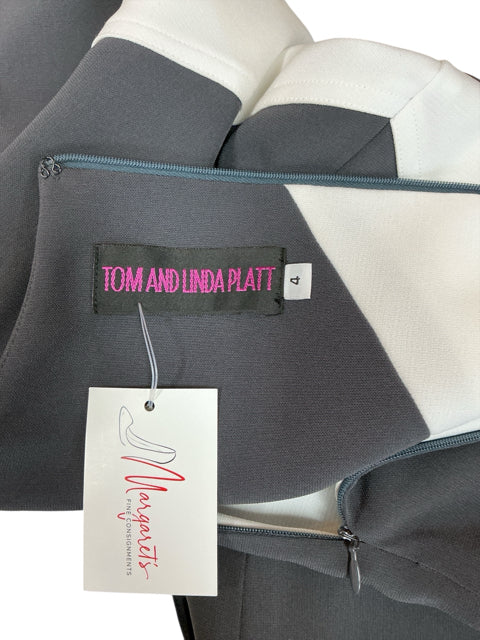 TOM AND LINDA PLATT
4
Margaret's
FINE CONSIGNMENTS